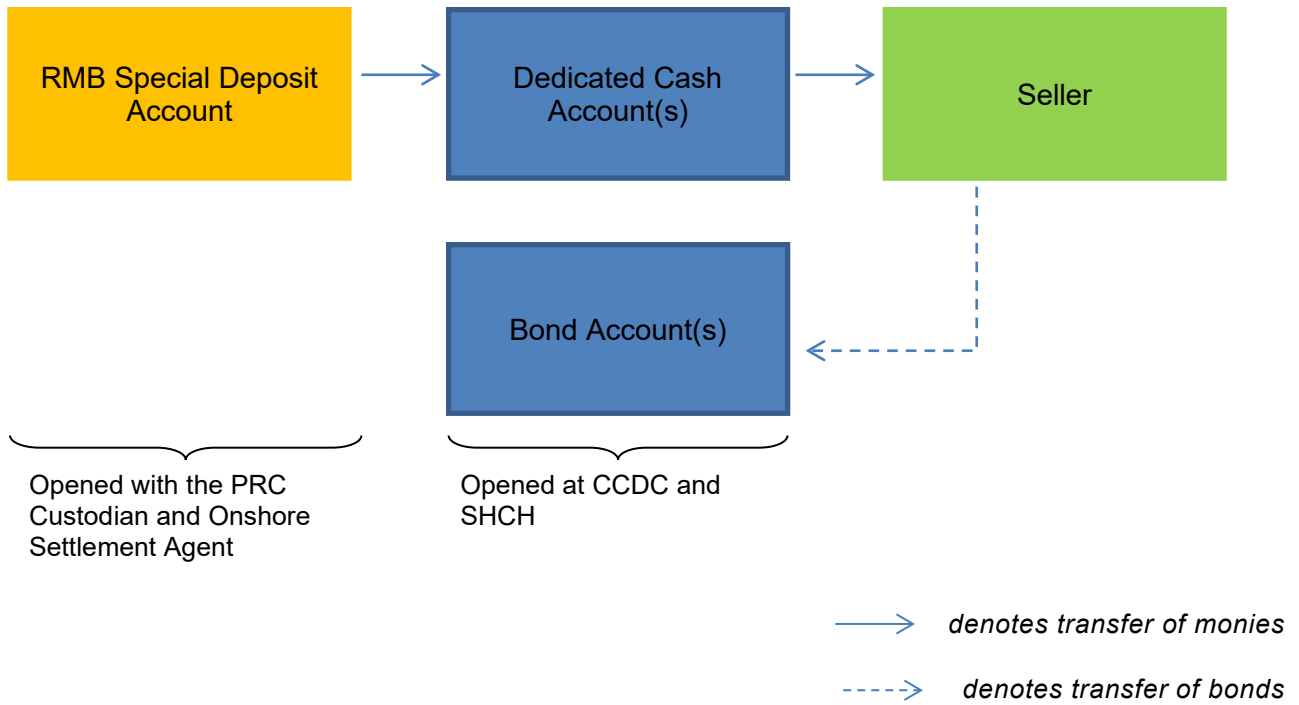 RMB Special Deposit
Account
Dedicated Cash
Account(s)
Seller
Bond Account(s)
Opened with the PRC
Custodian and Onshore
Settlement Agent
Opened at CCDC and
SHCH
denotes transfer of monies
denotes transfer of bonds